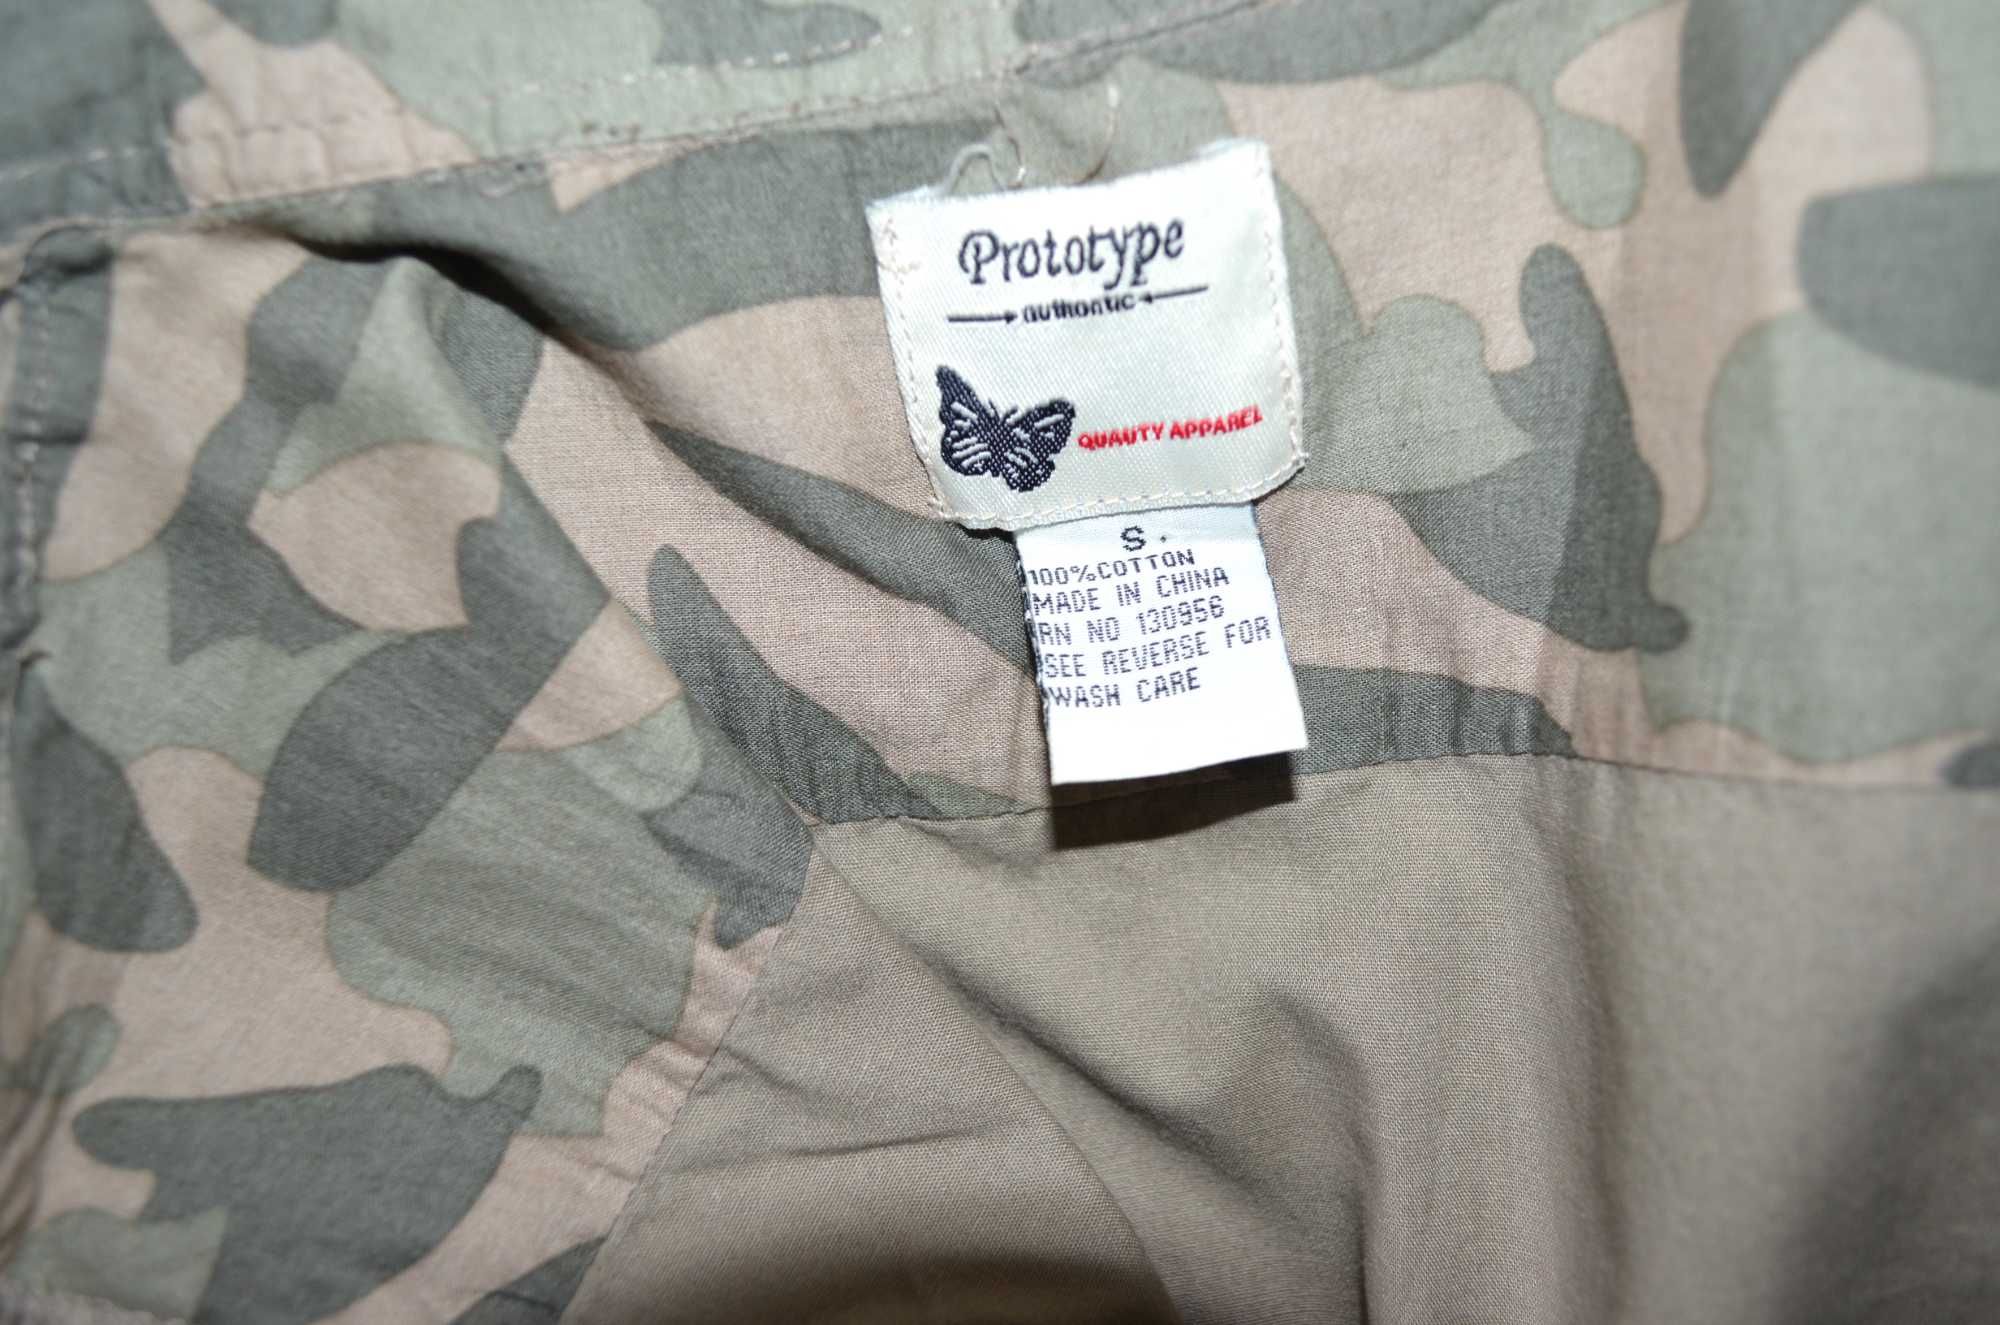 Prototype
authentic
QUALITY APPAREL
S
100%COTTON
MADE IN CHINA
RN NO 130956
SEE REVERSE FOR
WASH CARE